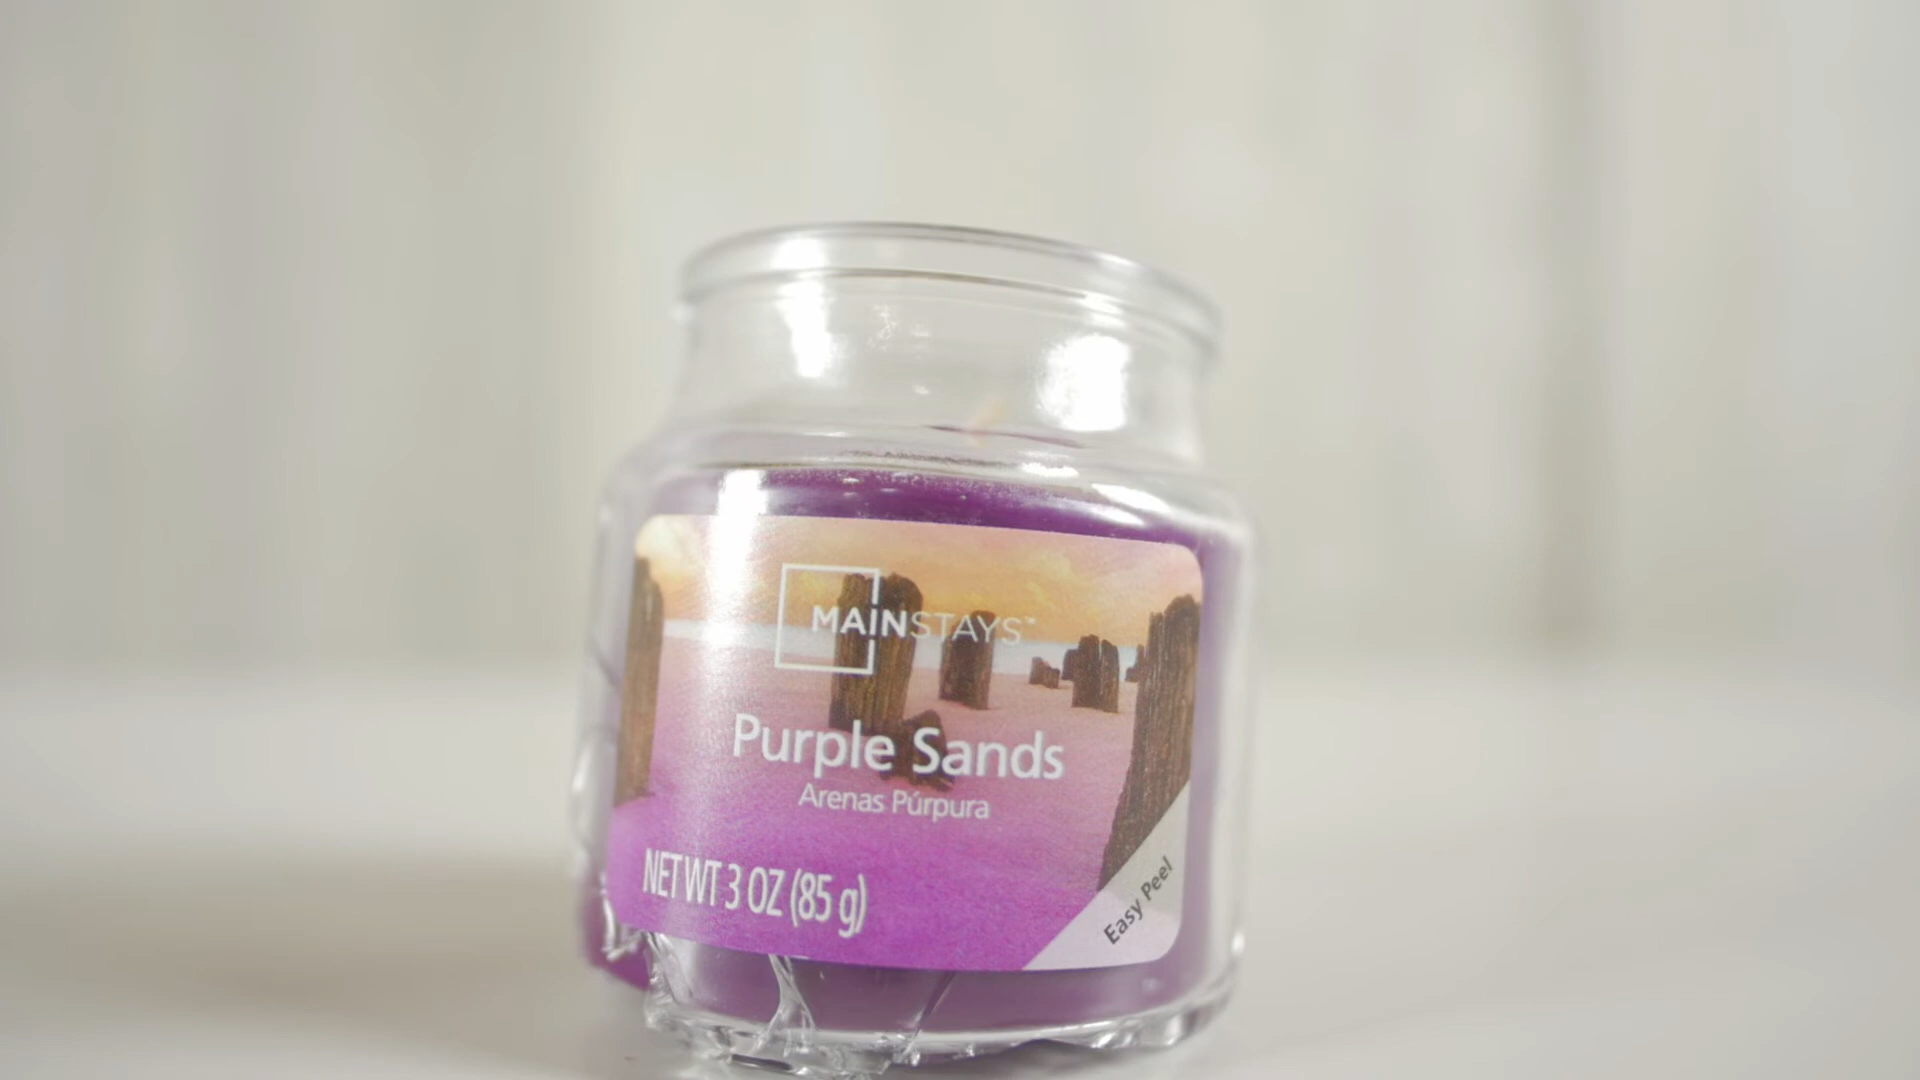 MAINSTAYS™
Purple Sands
Arenas Púrpura
NET WT 3 OZ (85 g)
Easy Peel